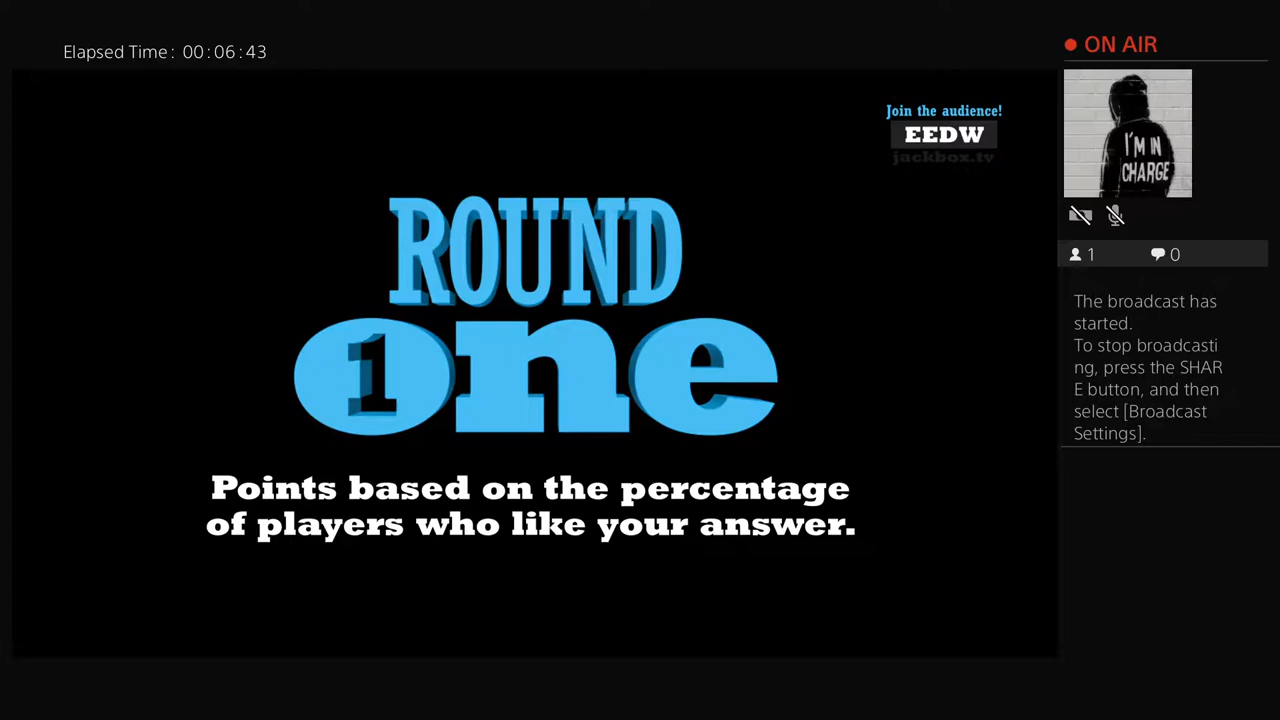 Elapsed Time: 00:06:43
ON AIR
Join the audience!
EEDW
jackbox.tv
I'M IN
CHARGE
1
0
ROUND
1
one
Points based on the percentage
of players who like your answer.
The broadcast has
started.
To stop broadcasti
ng, press the SHAR
E button, and then
select [Broadcast
Settings].